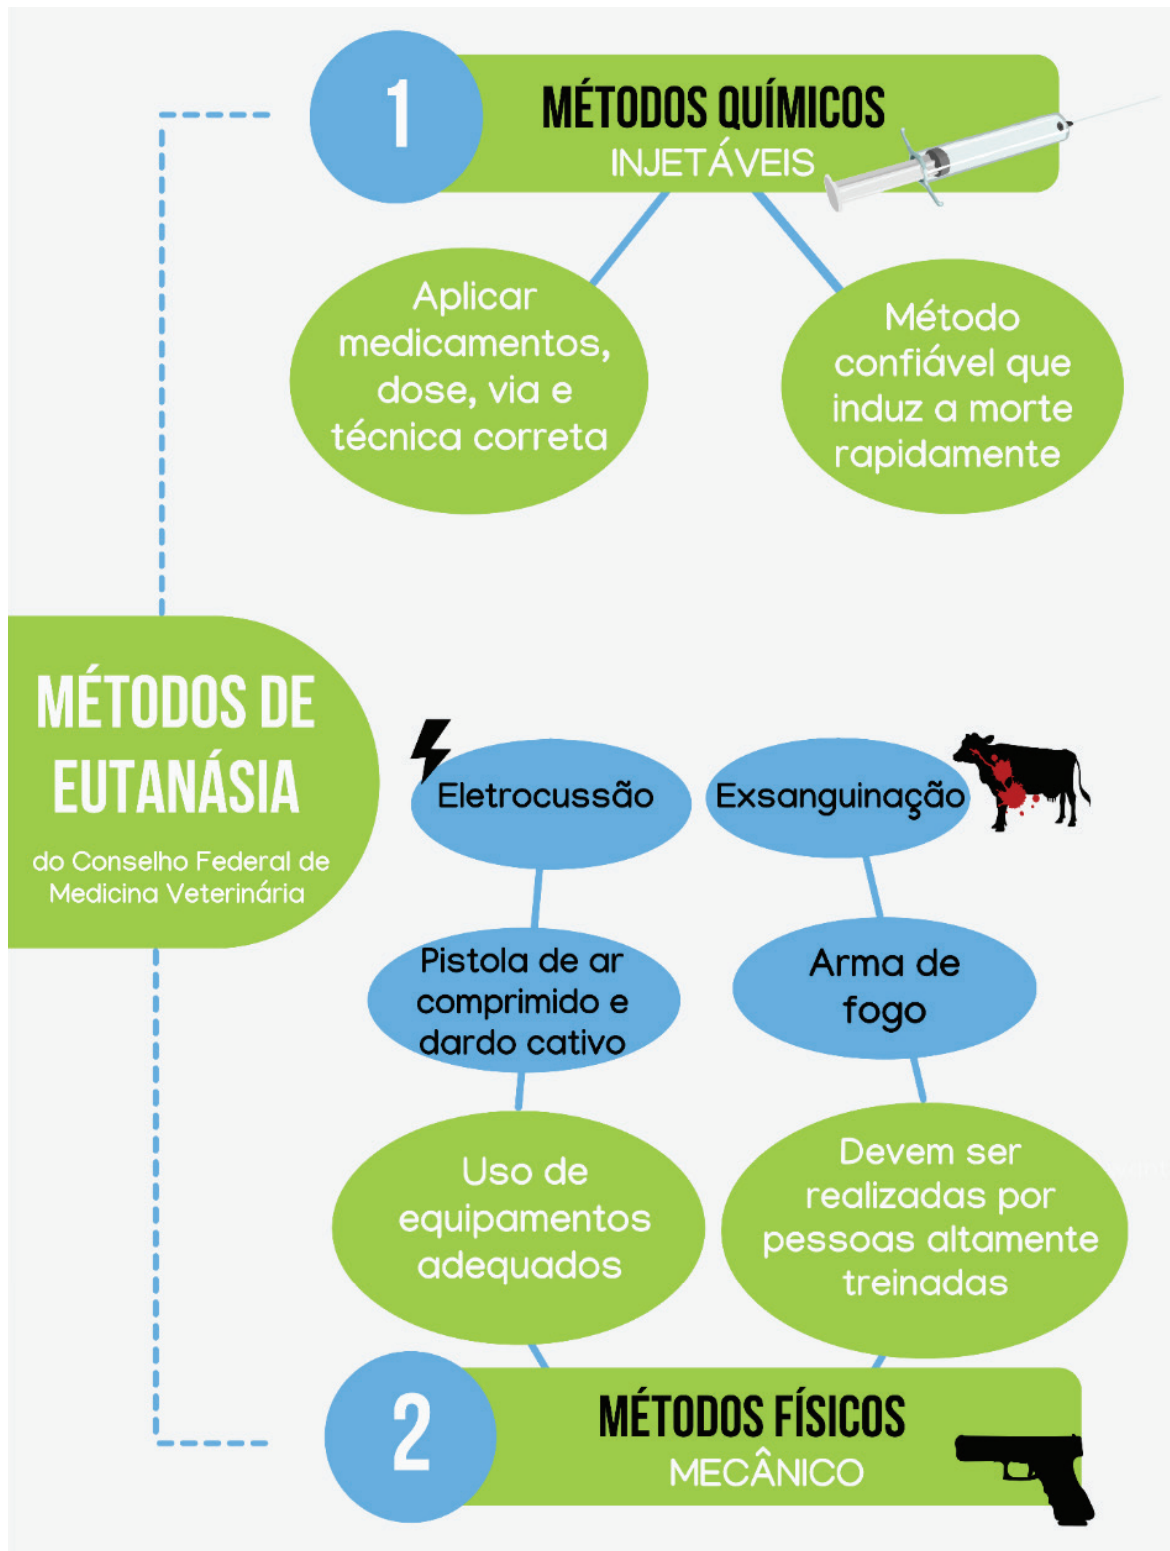 1
MÉTODOS QUÍMICOS
INJETÁVEIS
Aplicar
medicamentos,
dose, via e
técnica correta
Método
confiável que
induz a morte
rapidamente
MÉTODOS DE
EUTANÁSIA
do Conselho Federal de
Medicina Veterinária
Eletrocussão
Exsanguinação
Pistola de ar
comprimido e
dardo cativo
Arma de
fogo
Uso de
equipamentos
adequados
Devem ser
realizadas por
pessoas altamente
treinadas
2
MÉTODOS FÍSICOS
MECÂNICO